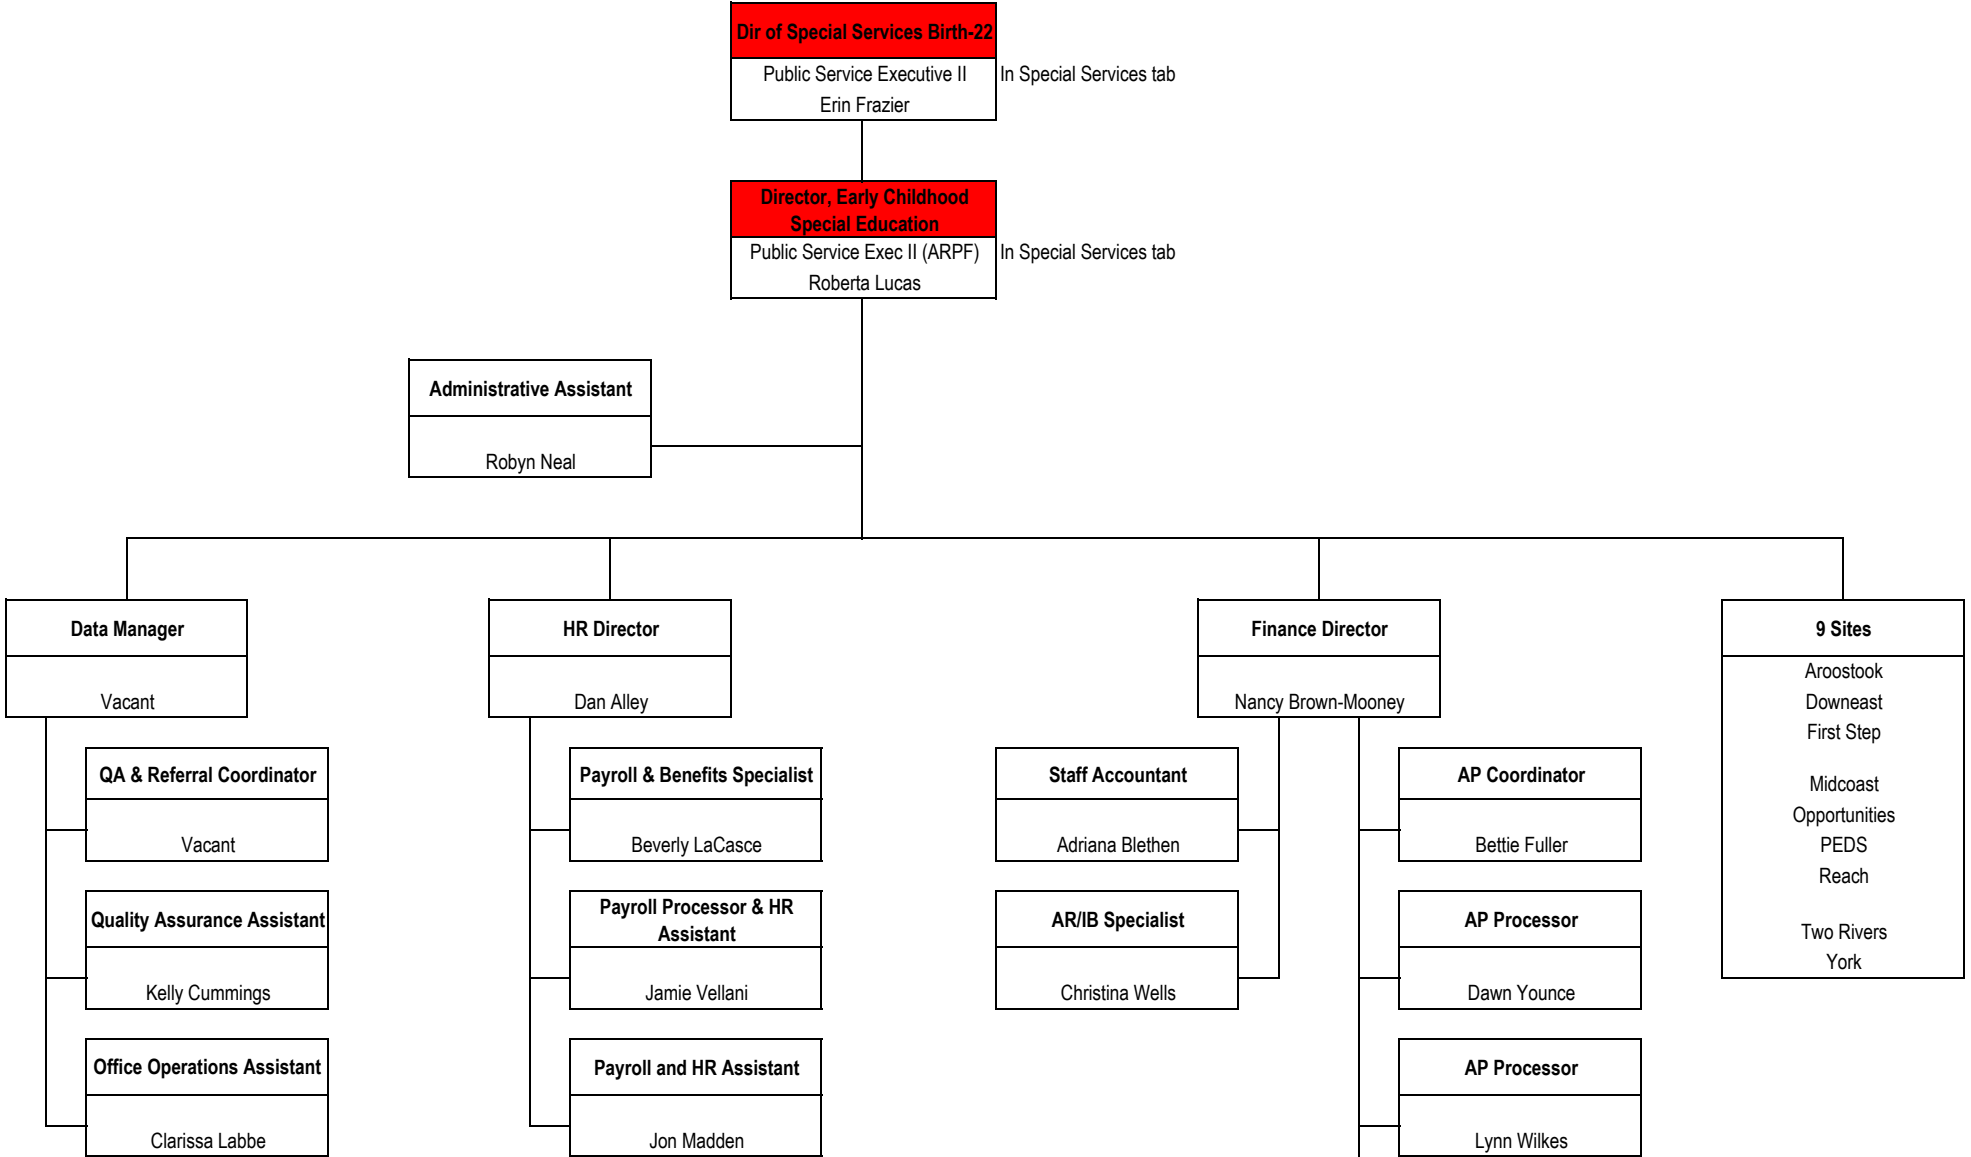 Dir of Special Services Birth-22
Public Service Executive II
In Special Services tab
Erin Frazier
Director, Early Childhood
Special Education
Public Service Exec II (ARPF)
In Special Services tab
Roberta Lucas
Administrative Assistant
Robyn Neal
Data Manager
Vacant
HR Director
Dan Alley
Finance Director
Nancy Brown-Mooney
9 Sites
Aroostook
Downeast
First Step
Midcoast
Opportunities
PEDS
Reach
Two Rivers
York
QA & Referral Coordinator
Vacant
Payroll & Benefits Specialist
Beverly LaCasce
Staff Accountant
Adriana Blethen
AP Coordinator
Bettie Fuller
Quality Assurance Assistant
Kelly Cummings
Payroll Processor & HR
Assistant
Jamie Vellani
AR/IB Specialist
Christina Wells
AP Processor
Dawn Younce
Office Operations Assistant
Clarissa Labbe
Payroll and HR Assistant
Jon Madden
AP Processor
Lynn Wilkes